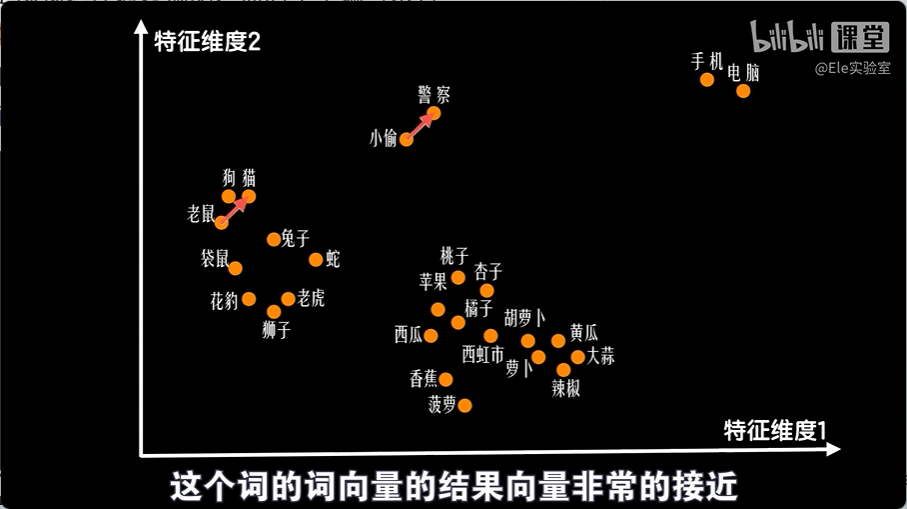 特征维度2
bilibili 课堂
@Ele实验室
手机
电脑
警察
小偷
狗 猫
老鼠
兔子
袋鼠
蛇
花豹
老虎
狮子
桃子
杏子
苹果
橘子
胡萝卜
西瓜
黄瓜
西虹市
大蒜
萝卜
香蕉
辣椒
菠萝
特征维度1
这个词的词向量的结果向量非常的接近